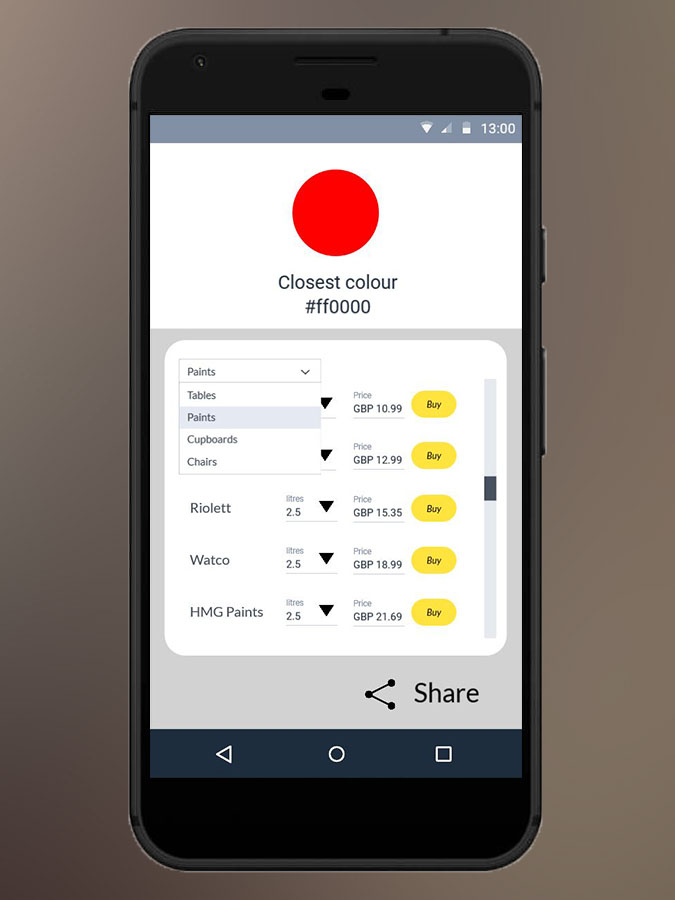 13:00
Closest colour
#ff0000
Paints
Tables
Paints
Cupboards
Chairs
Price
GBP 10.99
Buy
Price
GBP 12.99
Buy
Riolett
litres
2.5
Price
GBP 15.35
Buy
Watco
litres
2.5
Price
GBP 18.99
Buy
HMG Paints
litres
2.5
Price
GBP 21.69
Buy
Share